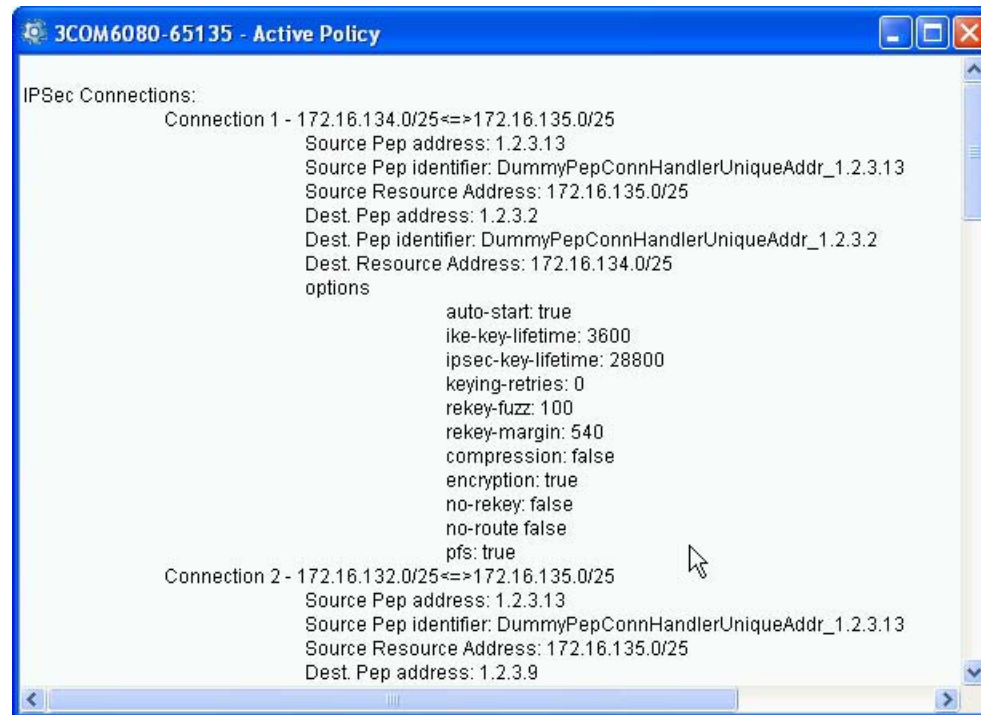 3COM6080-65135 - Active Policy
IPSec Connections:
Connection 1 - 172.16.134.0/25<=>172.16.135.0/25
Source Pep address: 1.2.3.13
Source Pep identifier: DummyPepConnHandlerUniqueAddr_1.2.3.13
Source Resource Address: 172.16.135.0/25
Dest. Pep address: 1.2.3.2
Dest. Pep identifier: DummyPepConnHandlerUniqueAddr_1.2.3.2
Dest. Resource Address: 172.16.134.0/25
options
auto-start: true
ike-key-lifetime: 3600
ipsec-key-lifetime: 28800
keying-retries: 0
rekey-fuzz: 100
rekey-margin: 540
compression: false
encryption: true
no-rekey: false
no-route false
pfs: true
Connection 2 - 172.16.132.0/25<=>172.16.135.0/25
Source Pep address: 1.2.3.13
Source Pep identifier: DummyPepConnHandlerUniqueAddr_1.2.3.13
Source Resource Address: 172.16.135.0/25
Dest. Pep address: 1.2.3.9